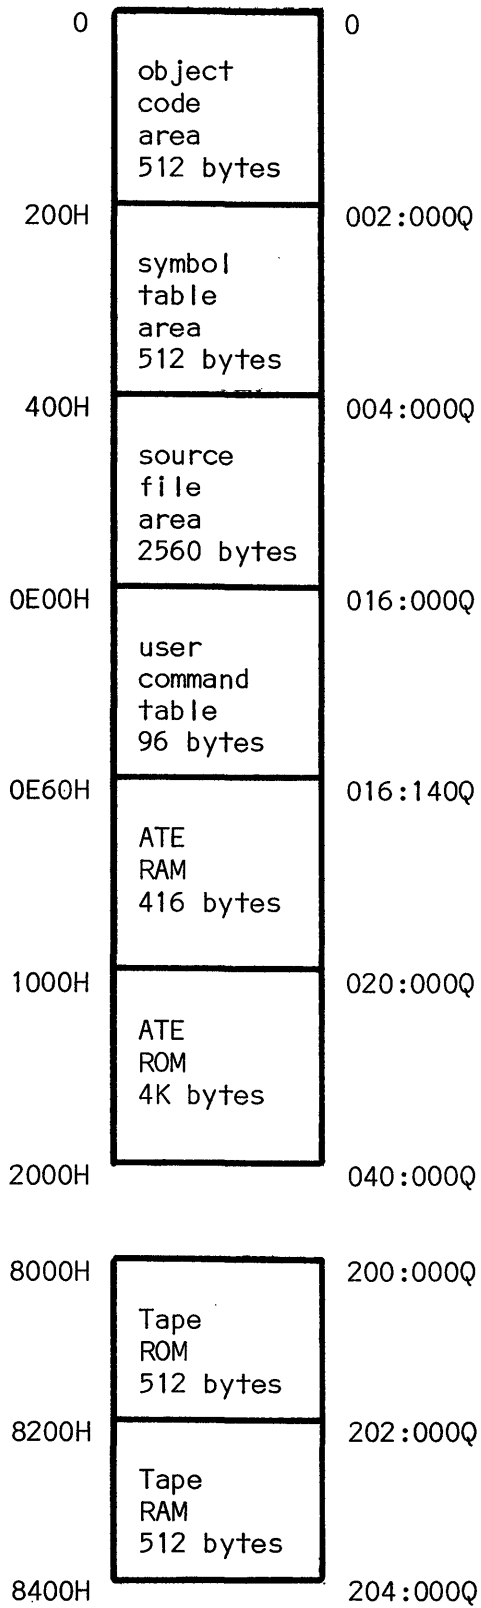 0 0
object
code
area
512 bytes
200H 002:000Q
symbol
table
area
512 bytes
400H 004:000Q
source
file
area
2560 bytes
0E00H 016:000Q
user
command
table
96 bytes
0E60H 016:140Q
ATE
RAM
416 bytes
1000H 020:000Q
ATE
ROM
4K bytes
2000H 040:000Q
8000H 200:000Q
Tape
ROM
512 bytes
8200H 202:000Q
Tape
RAM
512 bytes
8400H 204:000Q